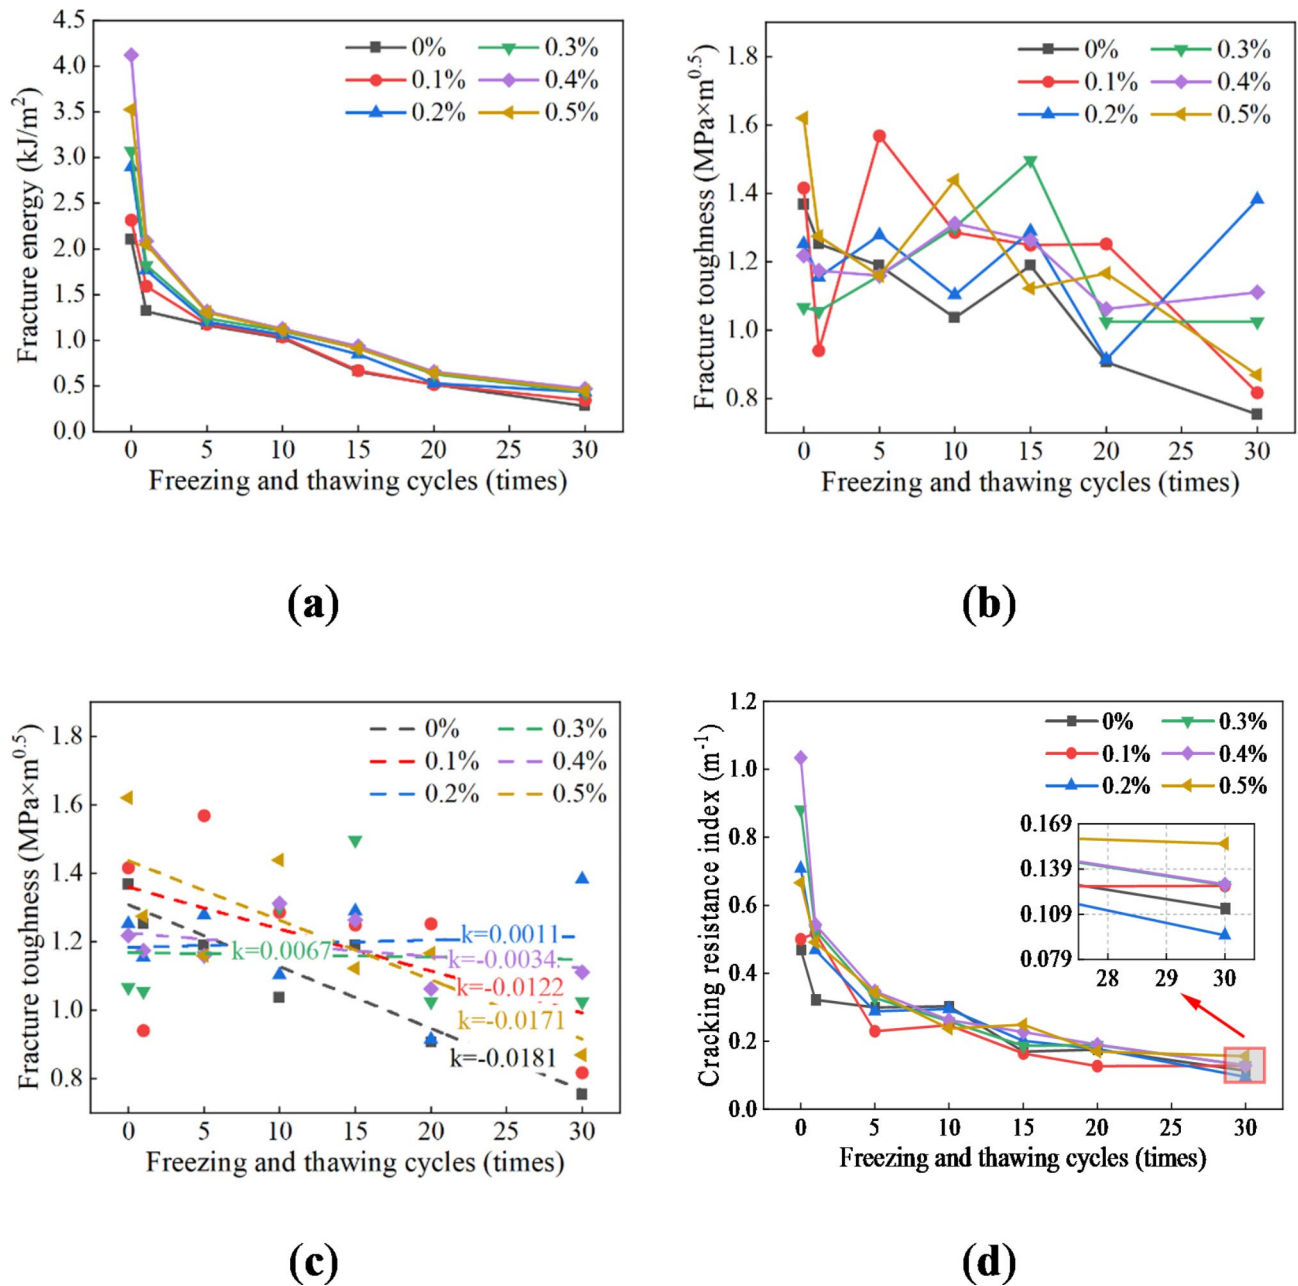 4.5
4.0
3.5
3.0
2.5
2.0
1.5
1.0
0.5
0.0
Fracture energy (kJ/m²)
0% 0.3%
0.1% 0.4%
0.2% 0.5%
0 5 10 15 20 25 30
Freezing and thawing cycles (times)
(a)
1.8
1.6
1.4
1.2
1.0
0.8
Fracture toughness (MPa×m⁰·⁵)
0% 0.3%
0.1% 0.4%
0.2% 0.5%
0 5 10 15 20 25 30
Freezing and thawing cycles (times)
(b)
1.8
1.6
1.4
1.2
1.0
0.8
Fracture toughness (MPa×m⁰·⁵)
0% 0.3%
0.1% 0.4%
0.2% 0.5%
k=0.0011
k=0.0067
k=-0.0034
k=-0.0122
k=-0.0171
k=-0.0181
0 5 10 15 20 25 30
Freezing and thawing cycles (times)
(c)
1.2
1.0
0.8
0.6
0.4
0.2
0.0
Cracking resistance index (m⁻¹)
0% 0.3%
0.1% 0.4%
0.2% 0.5%
0.169
0.139
0.109
0.079
28 29 30
0 5 10 15 20 25 30
Freezing and thawing cycles (times)
(d)